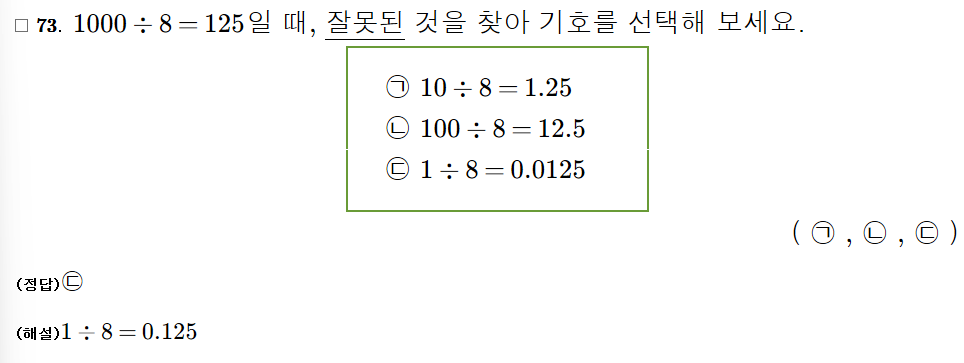 □ 73. 1000÷8=125일 때, 잘못된 것을 찾아 기호를 선택해 보세요.
㉠ 10÷8=1.25
㉡ 100÷8=12.5
㉢ 1÷8=0.0125
( ㉠ , ㉡ , ㉢ )
(정답)㉢
(해설)1÷8=0.125